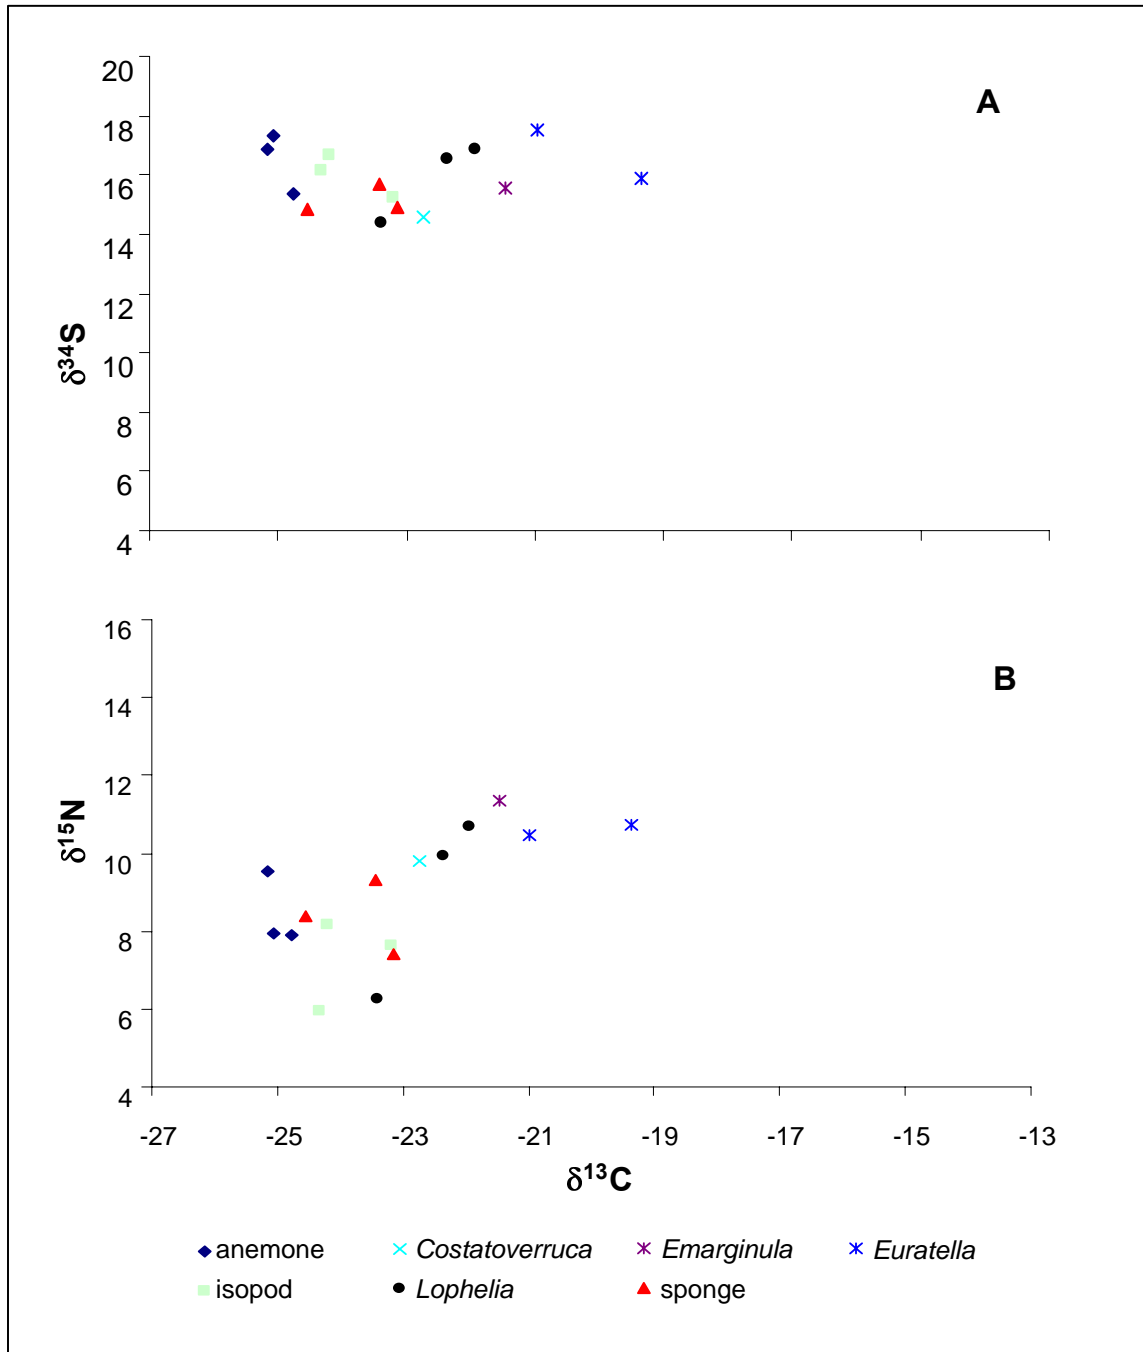 A
20
18
16
14
12
10
8
6
4
δ³⁴S
B
16
14
12
10
8
6
4
δ¹⁵N
-27 -25 -23 -21 -19 -17 -15 -13
δ¹³C
anemone Costatoverruca Emarginula Euratella
isopod Lophelia sponge